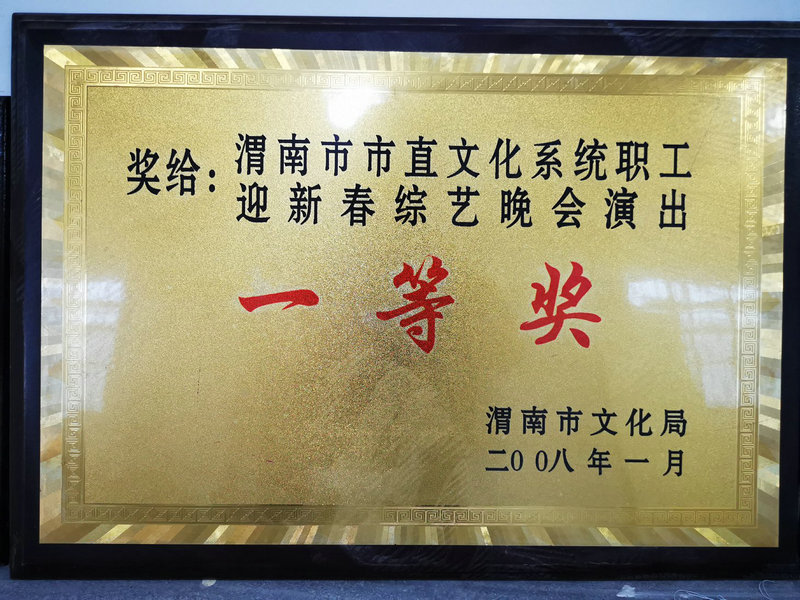 奖给：
渭南市市直文化系统职工
迎新春综艺晚会演出
一等奖
渭南市文化局
二00八年一月